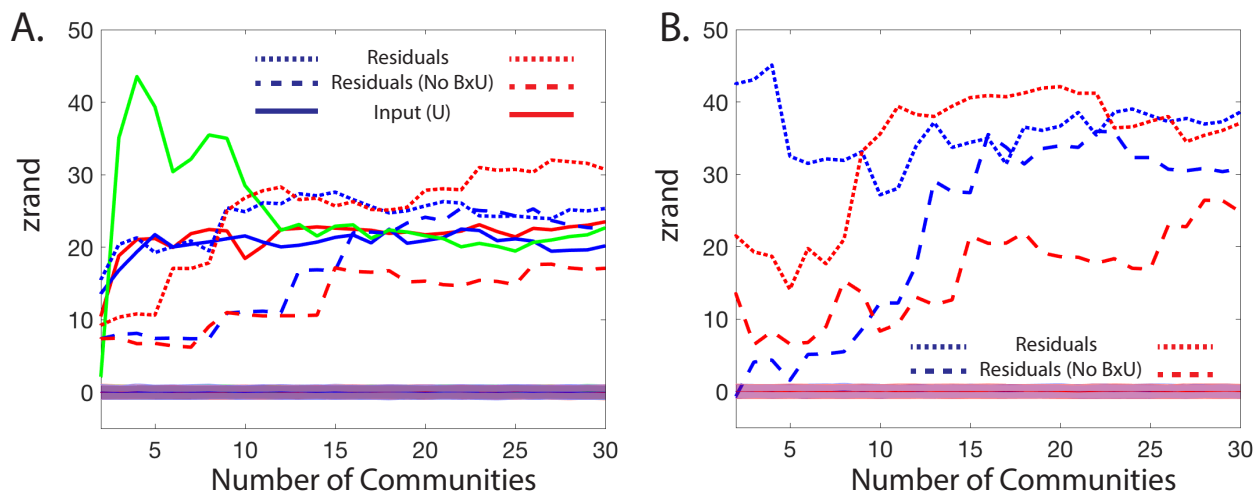 A.
50
40
30
20
10
0
zrand
Residuals
Residuals (No BxU)
Input (U)
5 10 15 20 25 30
Number of Communities
B.
50
40
30
20
10
0
zrand
Residuals
Residuals (No BxU)
5 10 15 20 25 30
Number of Communities